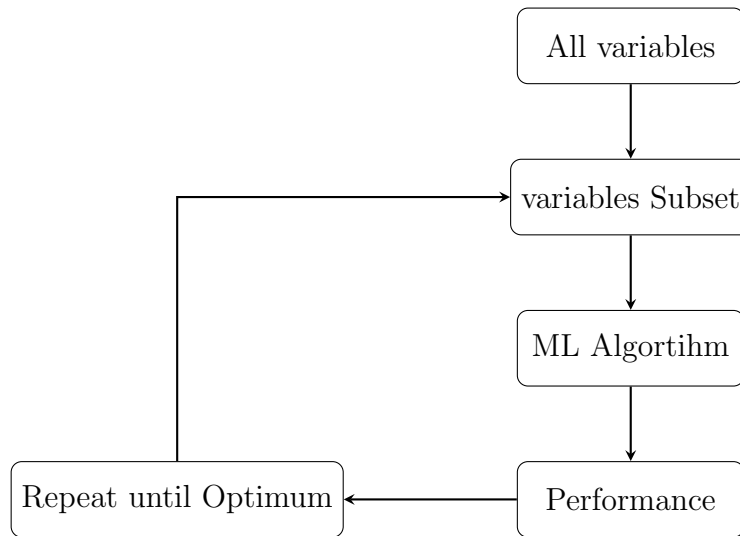 All variables
variables Subset
ML Algortihm
Repeat until Optimum
Performance